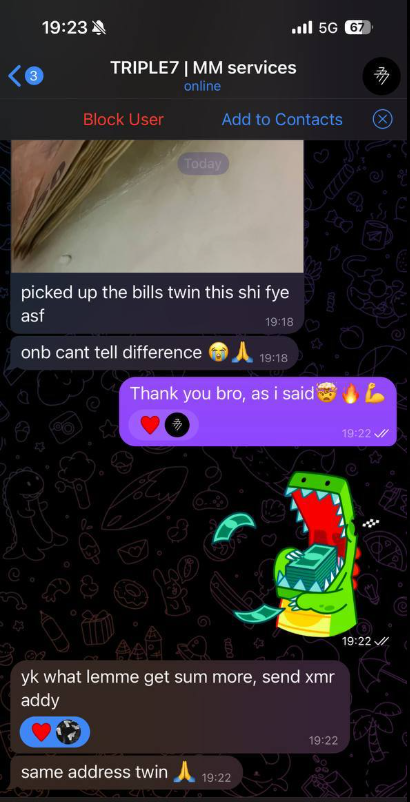 19:23
5G 67
3
TRIPLE7 | MM services
online
Block User
Add to Contacts
Today
picked up the bills twin this shi fye
asf
19:18
onb cant tell difference 😭🙏 19:18
Thank you bro, as i said🤯🔥💪
19:22
19:22
yk what lemme get sum more, send xmr
addy
19:22
same address twin 🙏 19:22